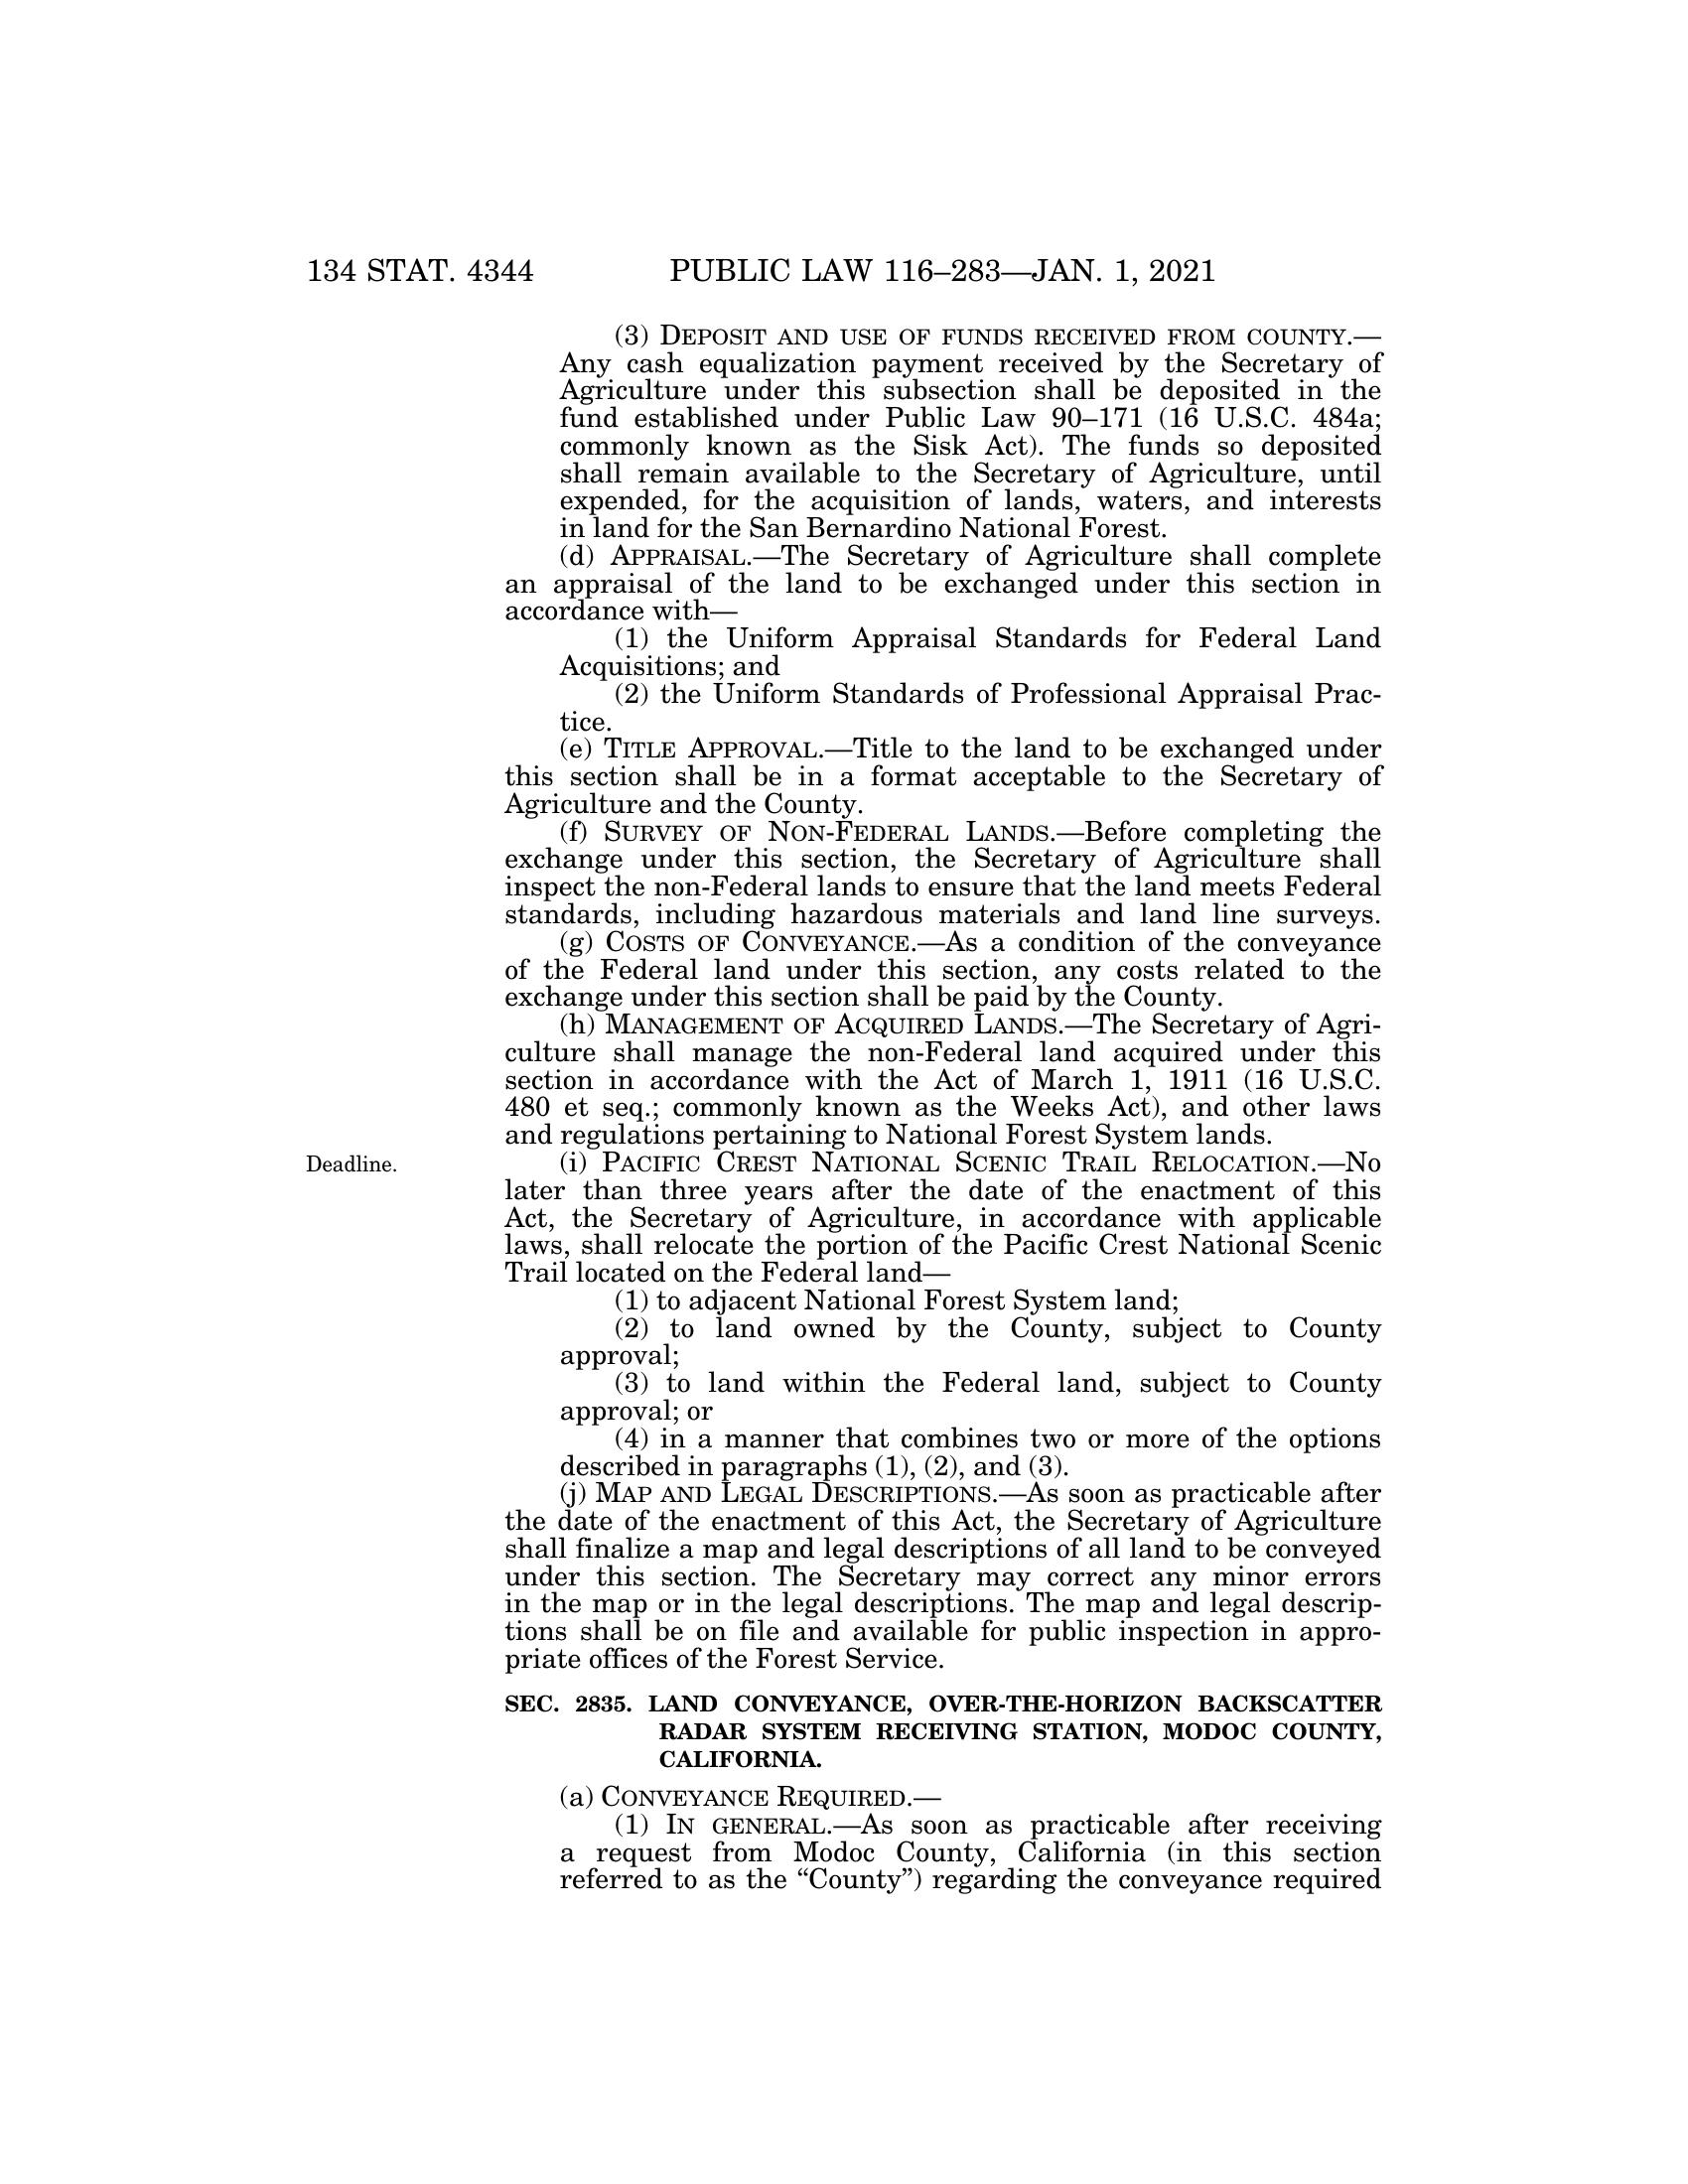 134 STAT. 4344 PUBLIC LAW 116–283—JAN. 1, 2021
(3) DEPOSIT AND USE OF FUNDS RECEIVED FROM COUNTY.—
Any cash equalization payment received by the Secretary of
Agriculture under this subsection shall be deposited in the
fund established under Public Law 90–171 (16 U.S.C. 484a;
commonly known as the Sisk Act). The funds so deposited
shall remain available to the Secretary of Agriculture, until
expended, for the acquisition of lands, waters, and interests
in land for the San Bernardino National Forest.
(d) APPRAISAL.—The Secretary of Agriculture shall complete
an appraisal of the land to be exchanged under this section in
accordance with—
(1) the Uniform Appraisal Standards for Federal Land
Acquisitions; and
(2) the Uniform Standards of Professional Appraisal Prac-
tice.
(e) TITLE APPROVAL.—Title to the land to be exchanged under
this section shall be in a format acceptable to the Secretary of
Agriculture and the County.
(f) SURVEY OF NON-FEDERAL LANDS.—Before completing the
exchange under this section, the Secretary of Agriculture shall
inspect the non-Federal lands to ensure that the land meets Federal
standards, including hazardous materials and land line surveys.
(g) COSTS OF CONVEYANCE.—As a condition of the conveyance
of the Federal land under this section, any costs related to the
exchange under this section shall be paid by the County.
(h) MANAGEMENT OF ACQUIRED LANDS.—The Secretary of Agri-
culture shall manage the non-Federal land acquired under this
section in accordance with the Act of March 1, 1911 (16 U.S.C.
480 et seq.; commonly known as the Weeks Act), and other laws
and regulations pertaining to National Forest System lands.
Deadline.
(i) PACIFIC CREST NATIONAL SCENIC TRAIL RELOCATION.—No
later than three years after the date of the enactment of this
Act, the Secretary of Agriculture, in accordance with applicable
laws, shall relocate the portion of the Pacific Crest National Scenic
Trail located on the Federal land—
(1) to adjacent National Forest System land;
(2) to land owned by the County, subject to County
approval;
(3) to land within the Federal land, subject to County
approval; or
(4) in a manner that combines two or more of the options
described in paragraphs (1), (2), and (3).
(j) MAP AND LEGAL DESCRIPTIONS.—As soon as practicable after
the date of the enactment of this Act, the Secretary of Agriculture
shall finalize a map and legal descriptions of all land to be conveyed
under this section. The Secretary may correct any minor errors
in the map or in the legal descriptions. The map and legal descrip-
tions shall be on file and available for public inspection in appro-
priate offices of the Forest Service.
SEC. 2835. LAND CONVEYANCE, OVER-THE-HORIZON BACKSCATTER
RADAR SYSTEM RECEIVING STATION, MODOC COUNTY,
CALIFORNIA.
(a) CONVEYANCE REQUIRED.—
(1) IN GENERAL.—As soon as practicable after receiving
a request from Modoc County, California (in this section
referred to as the “County”) regarding the conveyance required